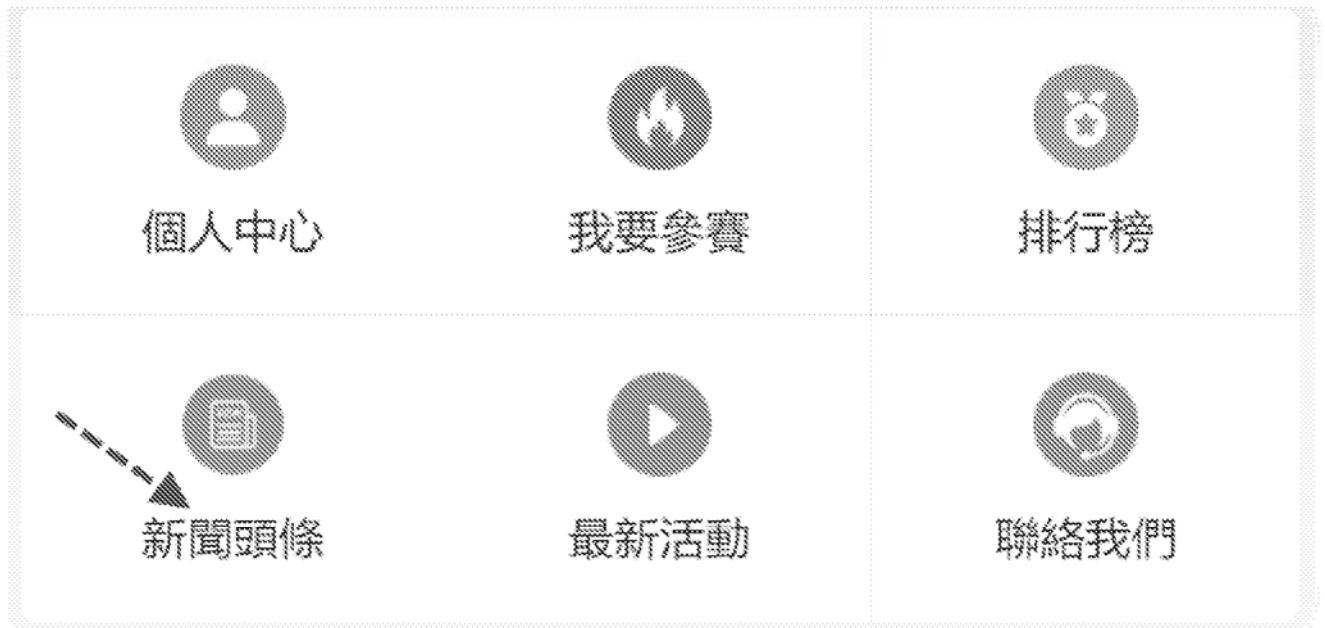 個人中心
我要參賽
排行榜
新聞頭條
最新活動
聯絡我們